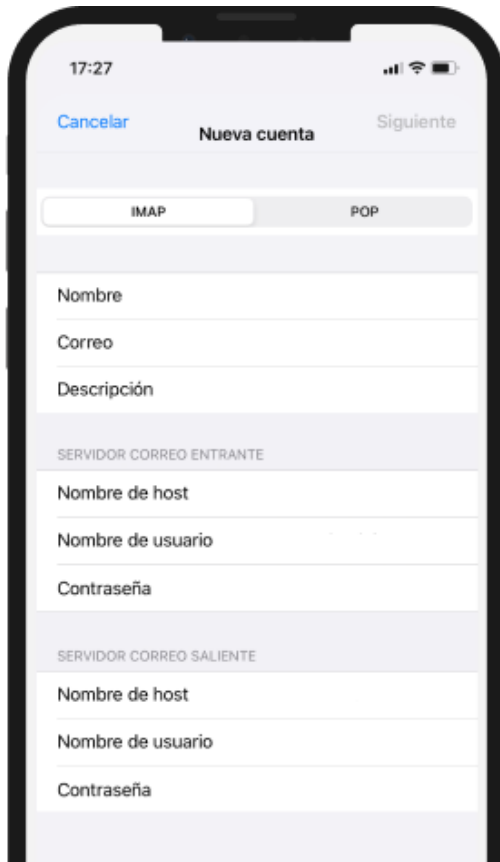 17:27
Cancelar Nueva cuenta Siguiente
IMAP POP
Nombre
Correo
Descripción
SERVIDOR CORREO ENTRANTE
Nombre de host
Nombre de usuario
Contraseña
SERVIDOR CORREO SALIENTE
Nombre de host
Nombre de usuario
Contraseña